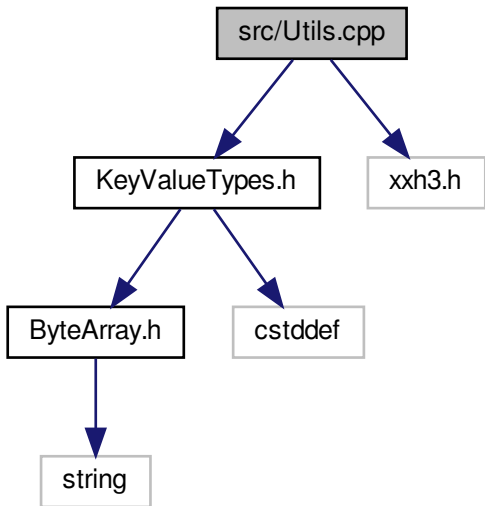 src/Utils.cpp
KeyValueTypes.h
xxh3.h
ByteArray.h
cstddef
string